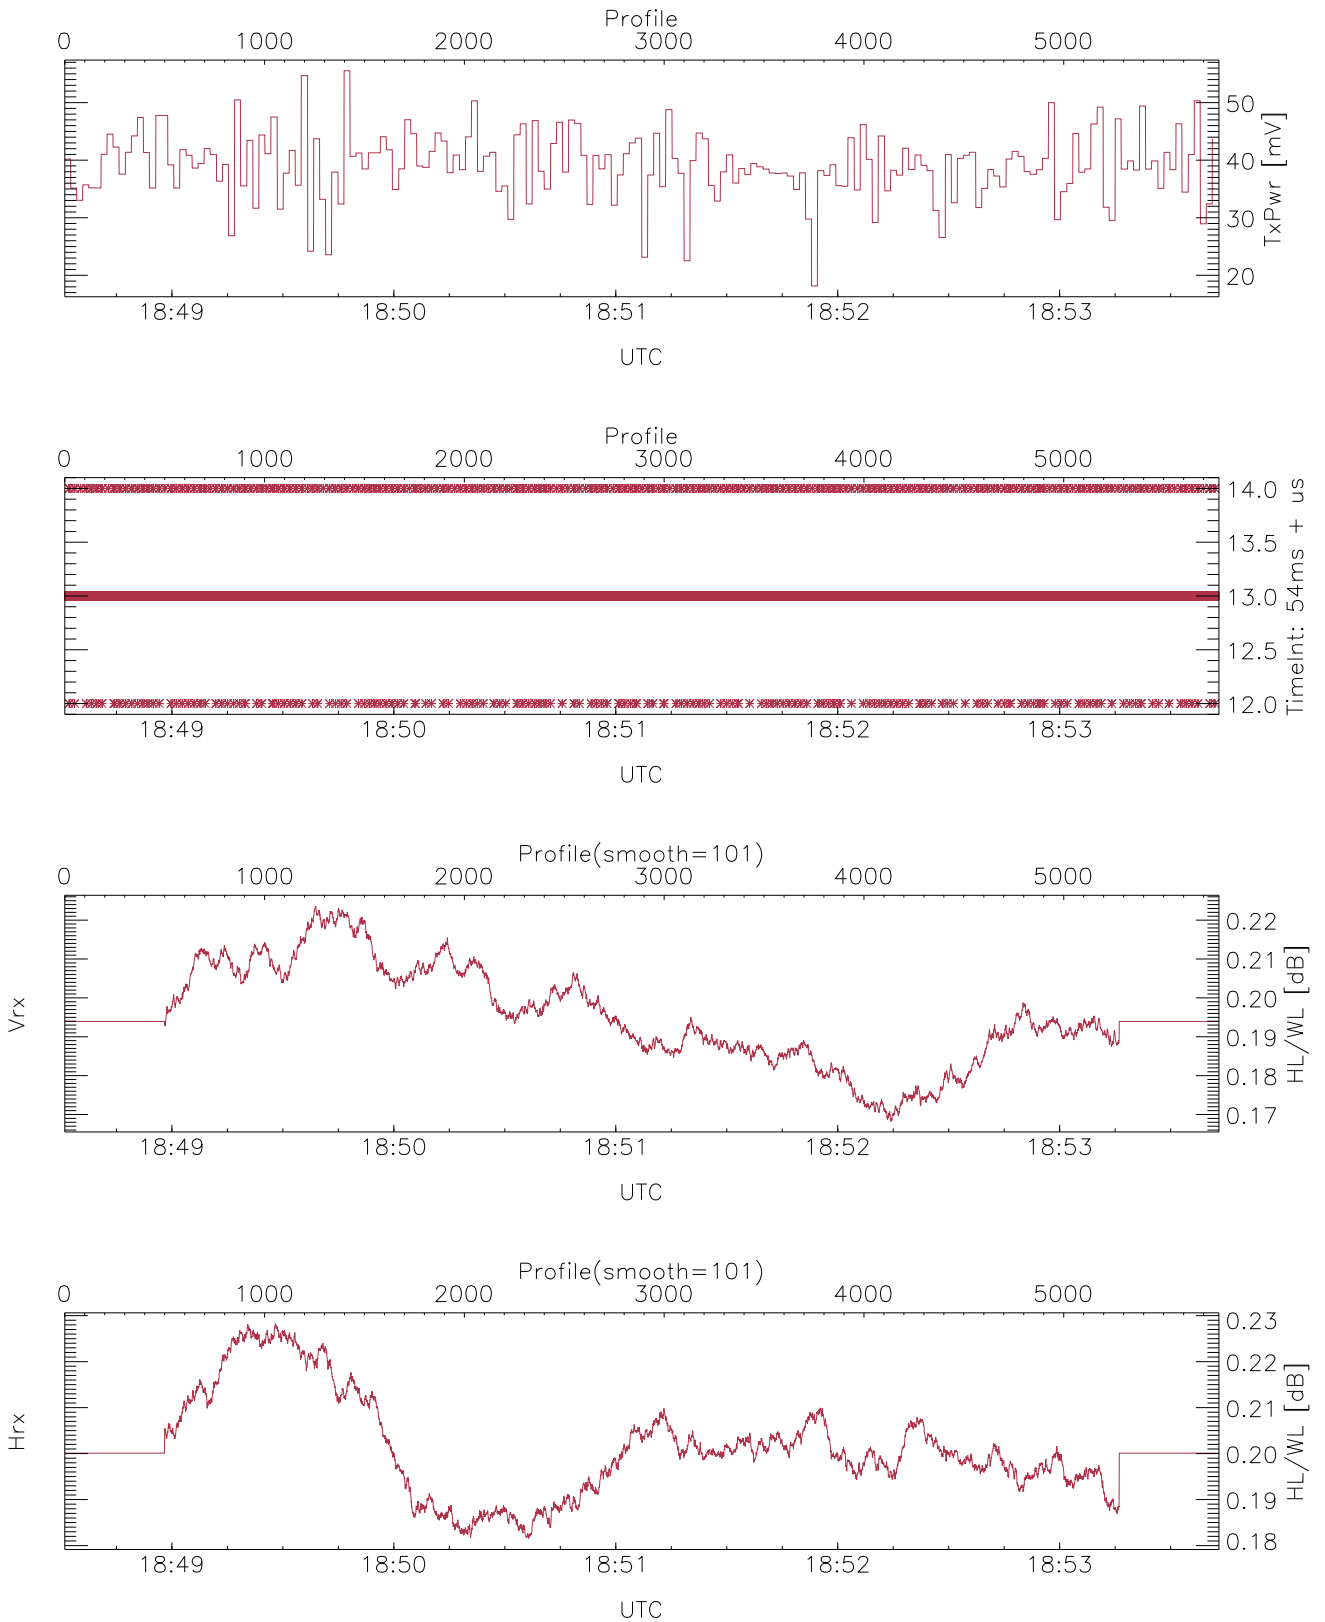 Profile
0 1000 2000 3000 4000 5000
50
40
30
20
TxPwr [mV]
18:49 18:50 18:51 18:52 18:53
UTC
Profile
0 1000 2000 3000 4000 5000
14.0
13.5
13.0
12.5
12.0
TimeInt: 54ms + us
18:49 18:50 18:51 18:52 18:53
UTC
Profile(smooth=101)
0 1000 2000 3000 4000 5000
Vrx
0.22
0.21
0.20
0.19
0.18
0.17
HL/WL [dB]
18:49 18:50 18:51 18:52 18:53
UTC
Profile(smooth=101)
0 1000 2000 3000 4000 5000
Hrx
0.23
0.22
0.21
0.20
0.19
0.18
HL/WL [dB]
18:49 18:50 18:51 18:52 18:53
UTC